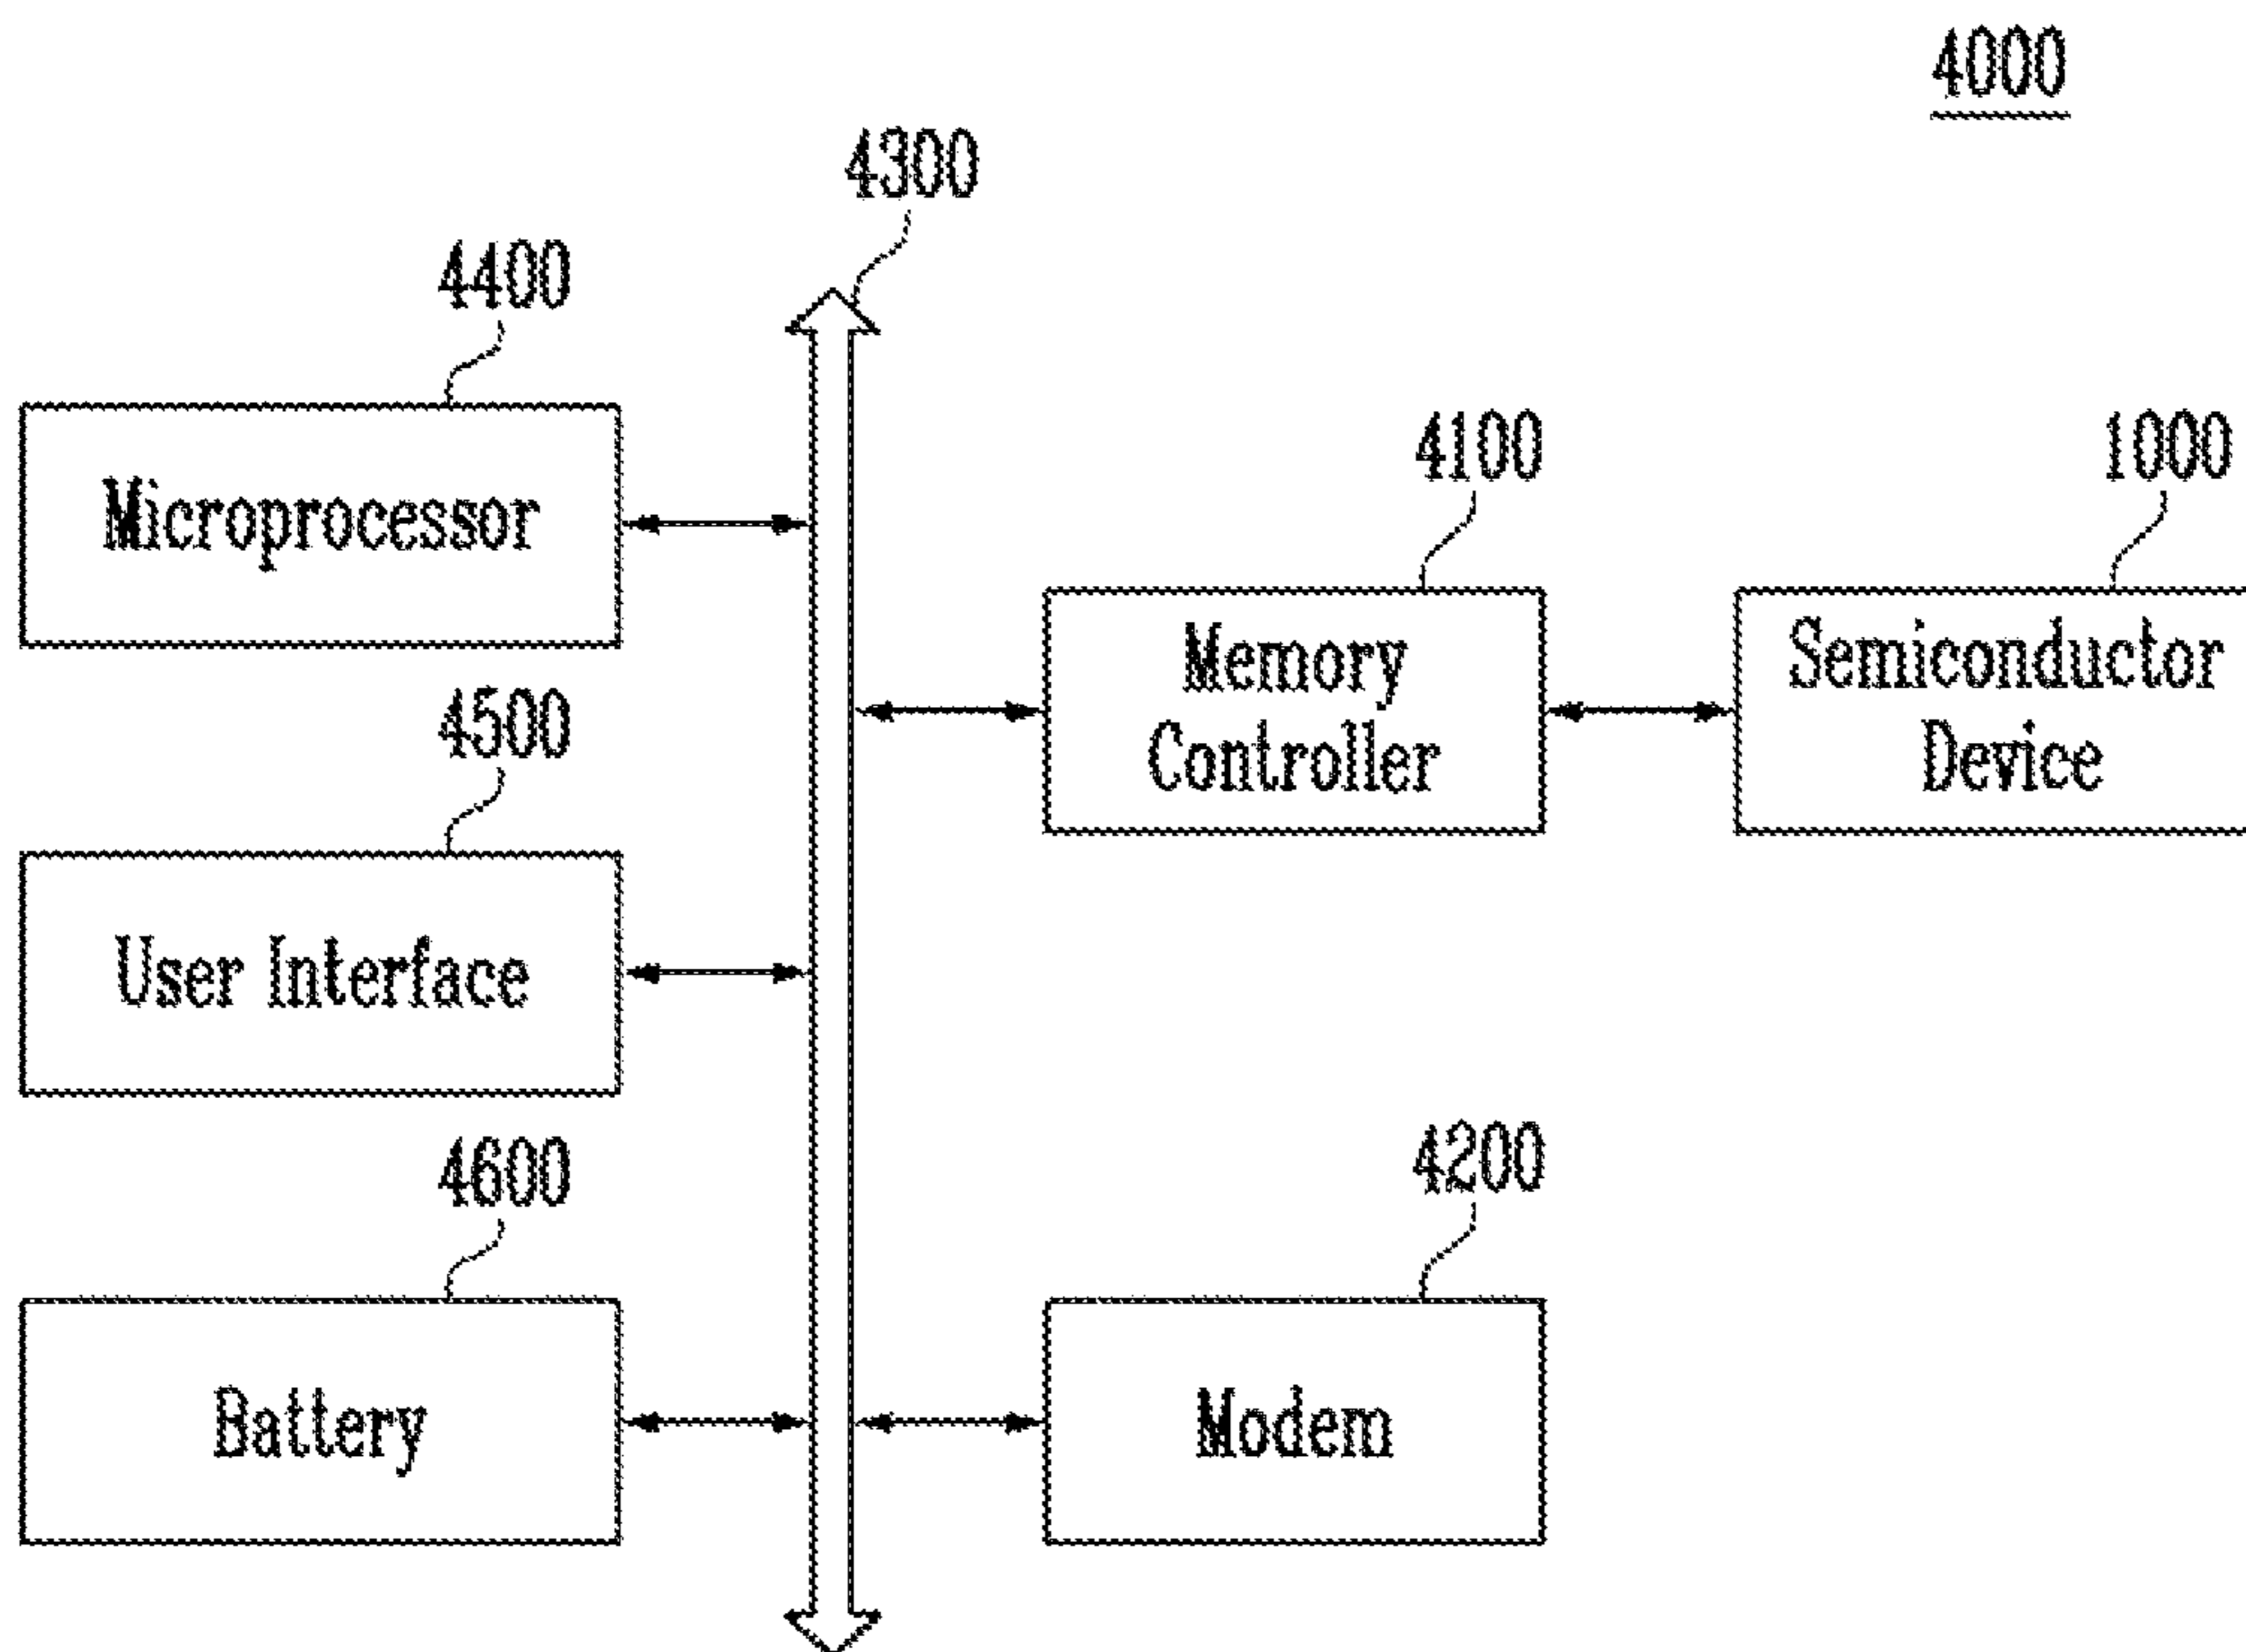 4000
4300
4400
Microprocessor
4100
1000
Memory
Controller
Semiconductor
Device
4500
User Interface
4600
Battery
4200
Modem